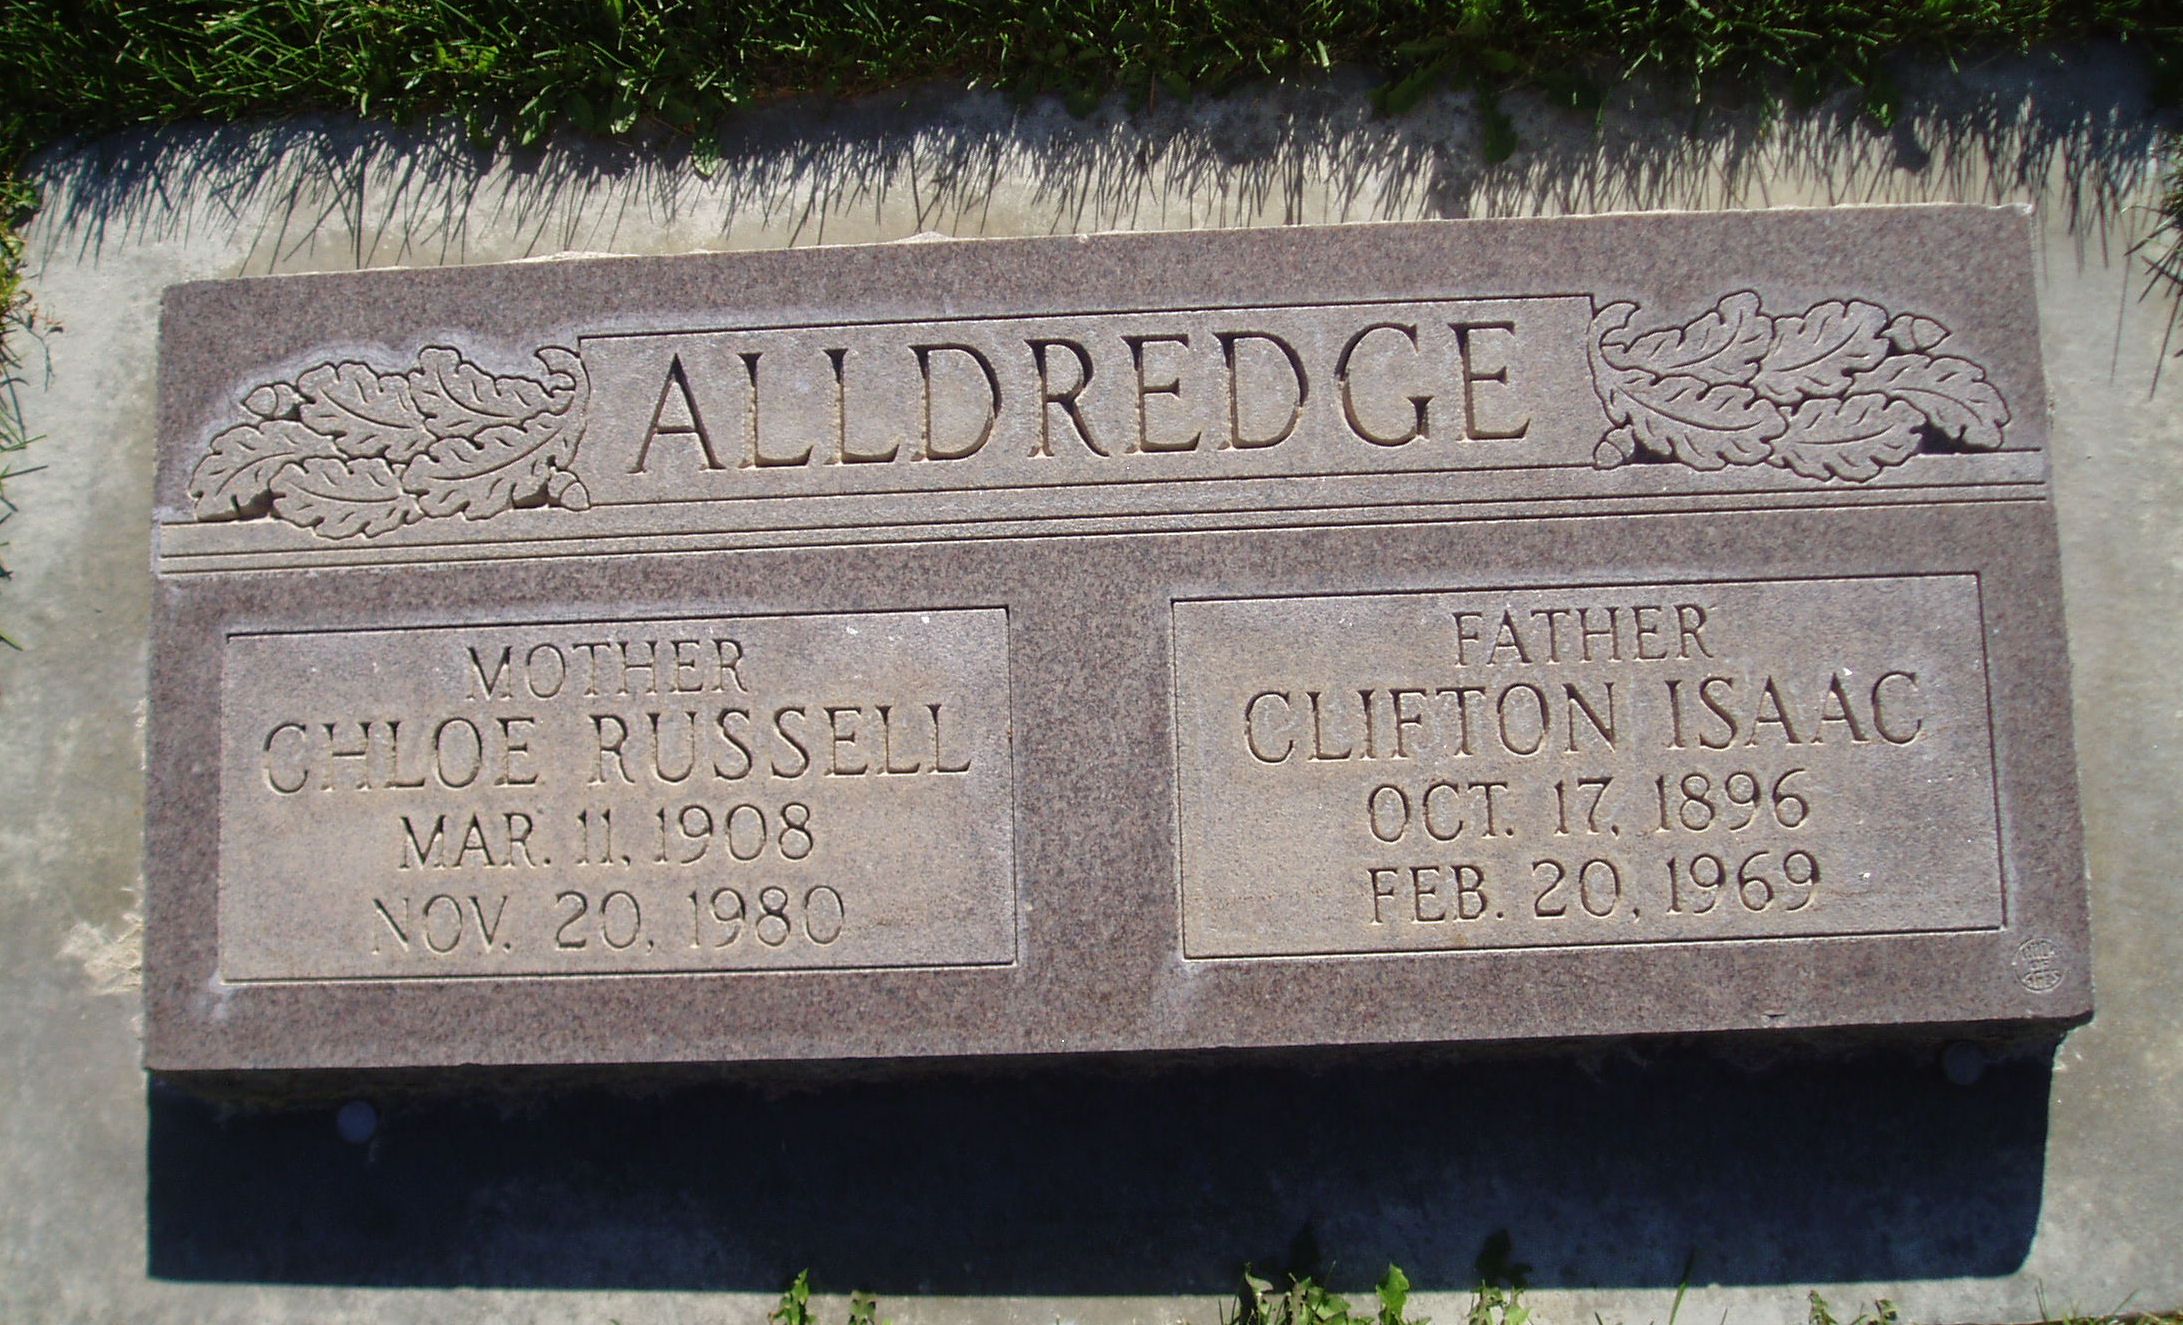 ALLDREDGE
MOTHER
CHLOE RUSSELL
MAR. 11, 1908
NOV. 20, 1980
FATHER
CLIFTON ISAAC
OCT. 17, 1896
FEB. 20, 1969